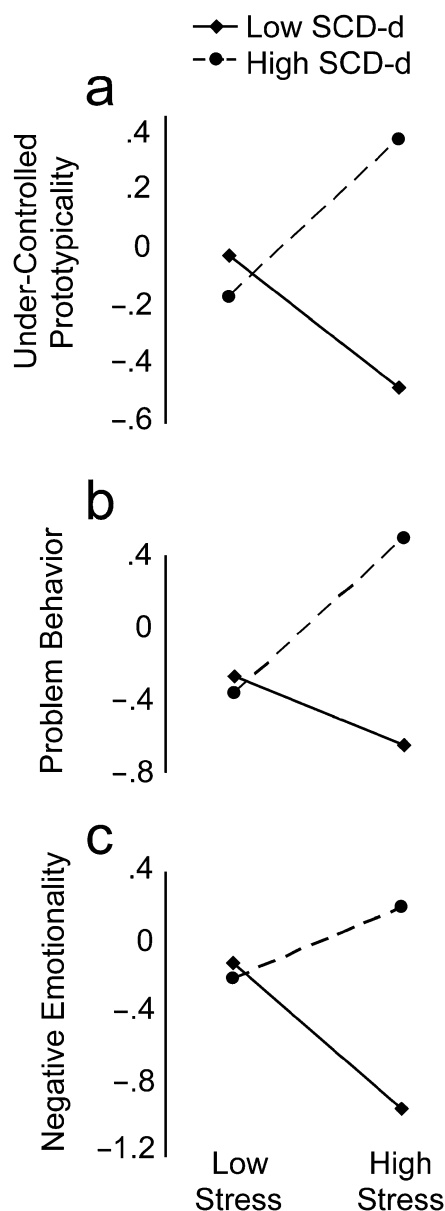 Low SCD-d
High SCD-d
a
Under-Controlled
Prototypicality
.4
.2
0
−.2
−.4
−.6
b
Problem Behavior
.4
0
−.4
−.8
c
Negative Emotionality
.4
0
−.4
−.8
−1.2
Low
Stress
High
Stress